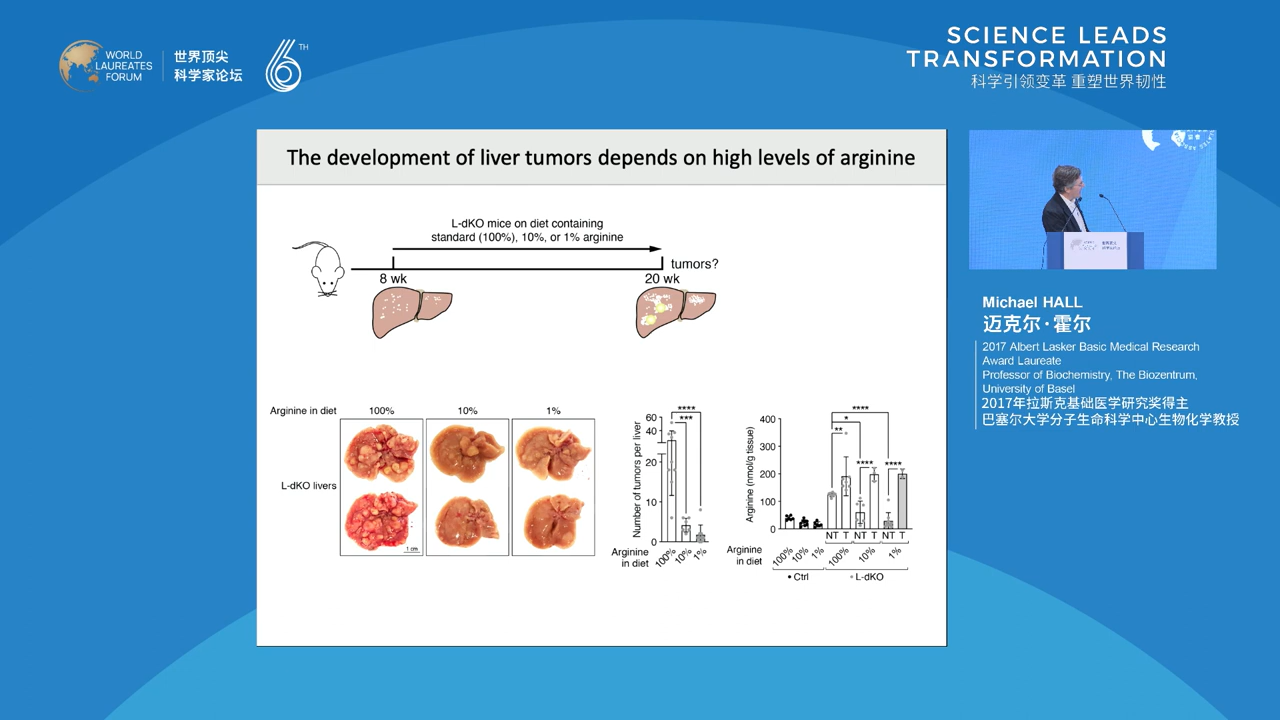 WORLD
LAUREATES
FORUM
世界顶尖
科学家论坛
6TH
SCIENCE LEADS
TRANSFORMATION
科学引领变革 重塑世界韧性
The development of liver tumors depends on high levels of arginine
L-dKO mice on diet containing
standard (100%), 10%, or 1% arginine
tumors?
8 wk
20 wk
Arginine in diet
100%
10%
1%
L-dKO livers
1 cm
Number of tumors per liver
60
40
20
10
0
****
***
Arginine
in diet
100%
10%
1%
Arginine (nmol/g tissue)
400
300
200
100
0
****
*
**
****
****
NT T NT T NT T
Arginine
in diet
100% 10% 1% 100% 10% 1%
• Ctrl
• L-dKO
Michael HALL
迈克尔·霍尔
2017 Albert Lasker Basic Medical Research
Award Laureate
Professor of Biochemistry, The Biozentrum,
University of Basel
2017年拉斯克基础医学研究奖得主
巴塞尔大学分子生命科学中心生物化学教授